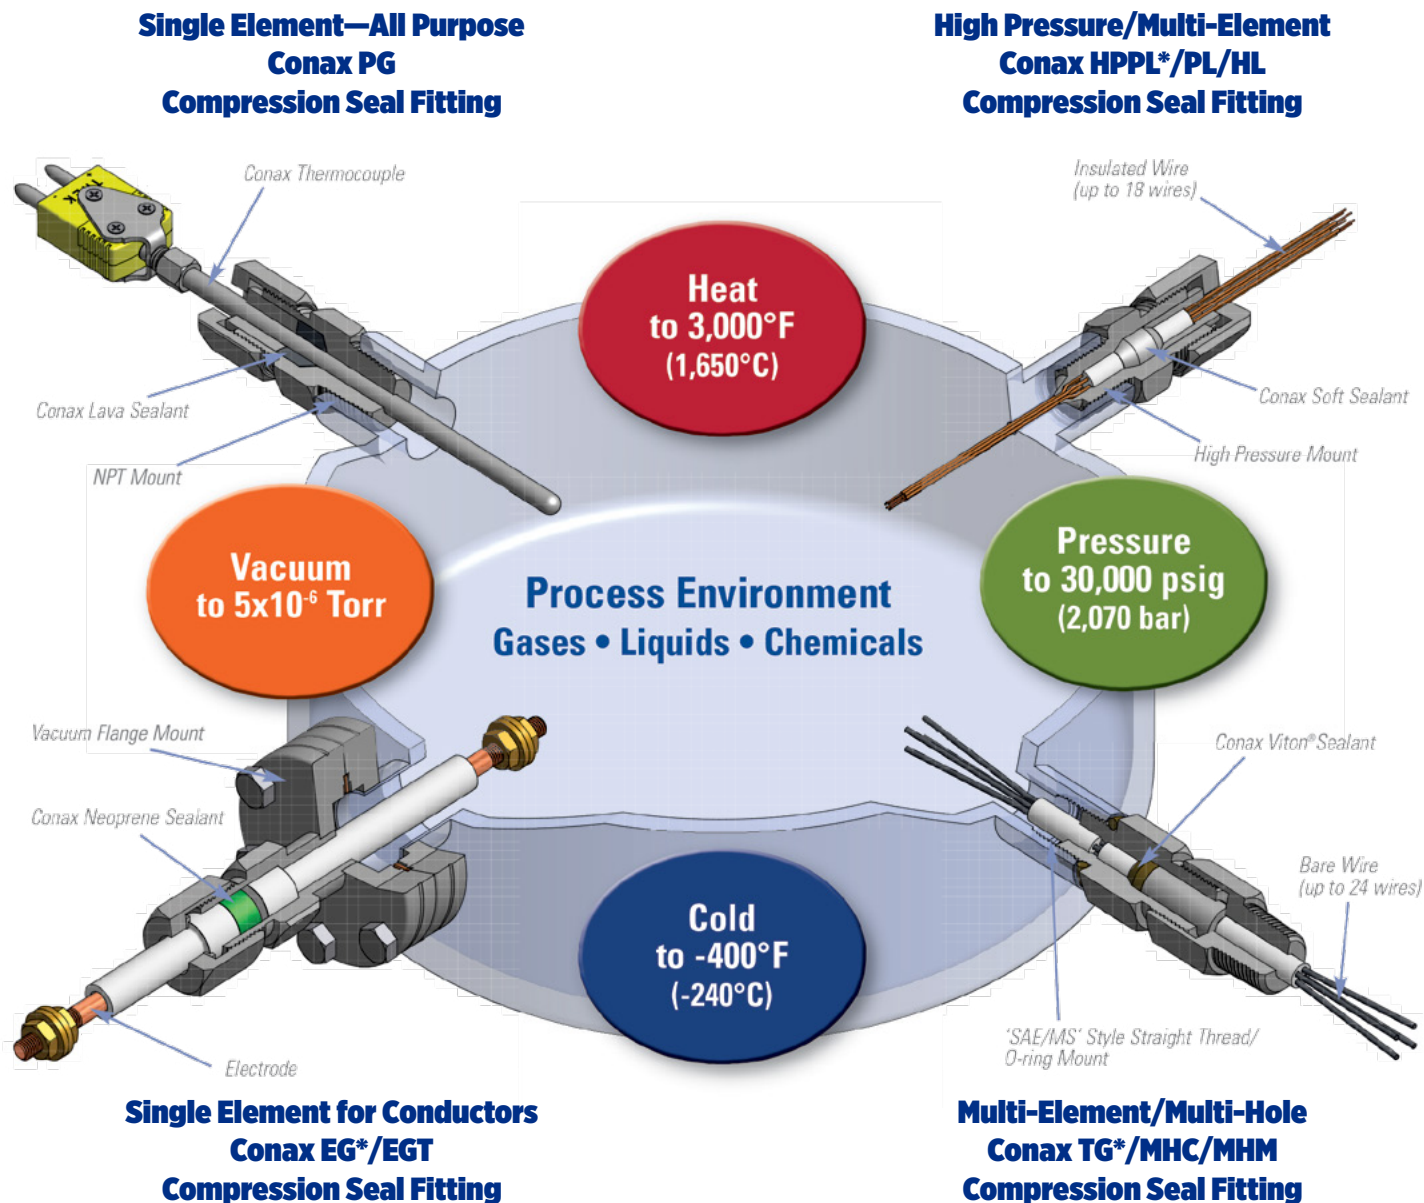 Single Element—All Purpose
Conax PG
Compression Seal Fitting
High Pressure/Multi-Element
Conax HPPL*/PL/HL
Compression Seal Fitting
Conax Thermocouple
Insulated Wire
(up to 18 wires)
Heat
to 3,000°F
(1,650°C)
Conax Lava Sealant
Conax Soft Sealant
NPT Mount
High Pressure Mount
Vacuum
to 5x10⁻⁶ Torr
Process Environment
Gases • Liquids • Chemicals
Pressure
to 30,000 psig
(2,070 bar)
Vacuum Flange Mount
Conax Viton® Sealant
Conax Neoprene Sealant
Bare Wire
(up to 24 wires)
Cold
to -400°F
(-240°C)
'SAE/MS' Style Straight Thread/
O-ring Mount
Electrode
Single Element for Conductors
Conax EG*/EGT
Compression Seal Fitting
Multi-Element/Multi-Hole
Conax TG*/MHC/MHM
Compression Seal Fitting